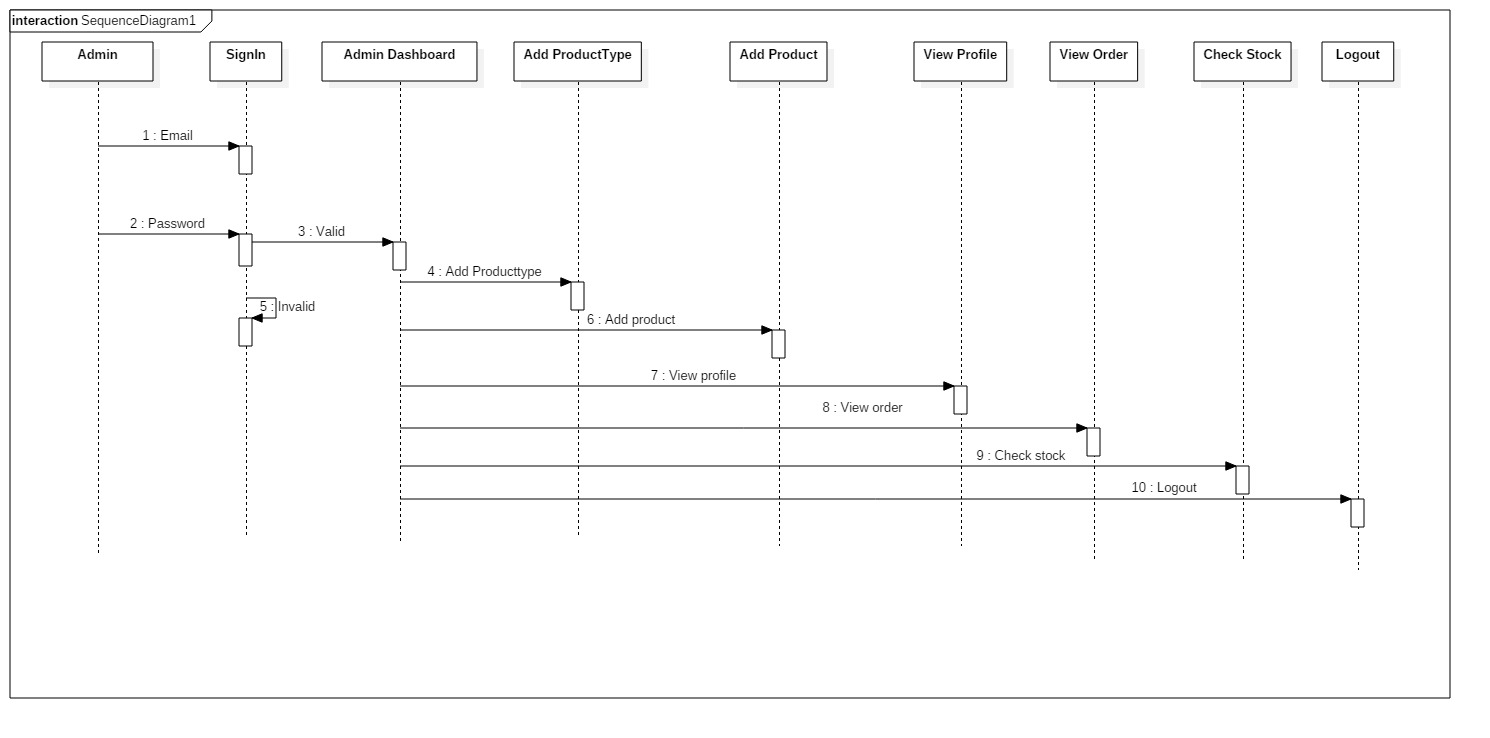 interaction SequenceDiagram1
Admin
SignIn
Admin Dashboard
Add ProductType
Add Product
View Profile
View Order
Check Stock
Logout
1 : Email
2 : Password
3 : Valid
4 : Add Producttype
5 : Invalid
6 : Add product
7 : View profile
8 : View order
9 : Check stock
10 : Logout